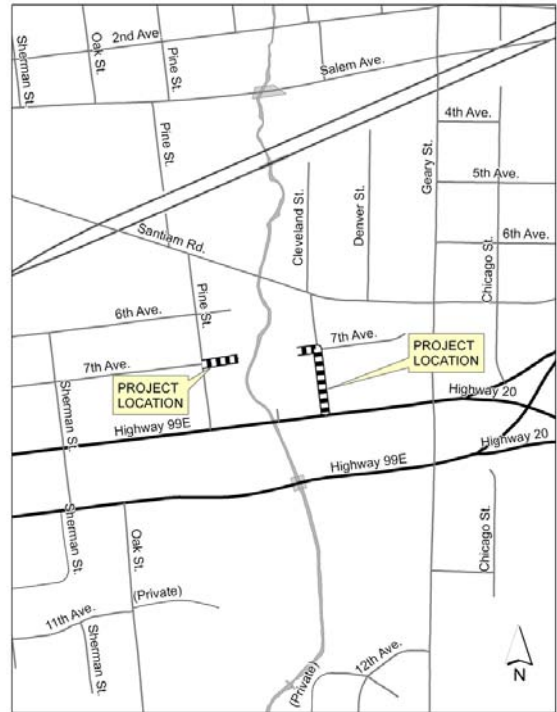 Sherman St.
Oak St.
2nd Ave
Pine St.
Salem Ave.
Geary St.
4th Ave.
Pine St.
5th Ave.
Cleveland St.
Denver St.
Santiam Rd.
6th Ave.
Chicago St.
Pine St.
6th Ave.
7th Ave.
PROJECT
LOCATION
7th Ave.
PROJECT
LOCATION
Sherman St.
Highway 99E
Highway 20
Highway 99E
Highway 20
Sherman St.
Oak St.
Chicago St.
(Private)
11th Ave.
Sherman St.
(Private)
12th Ave.
N